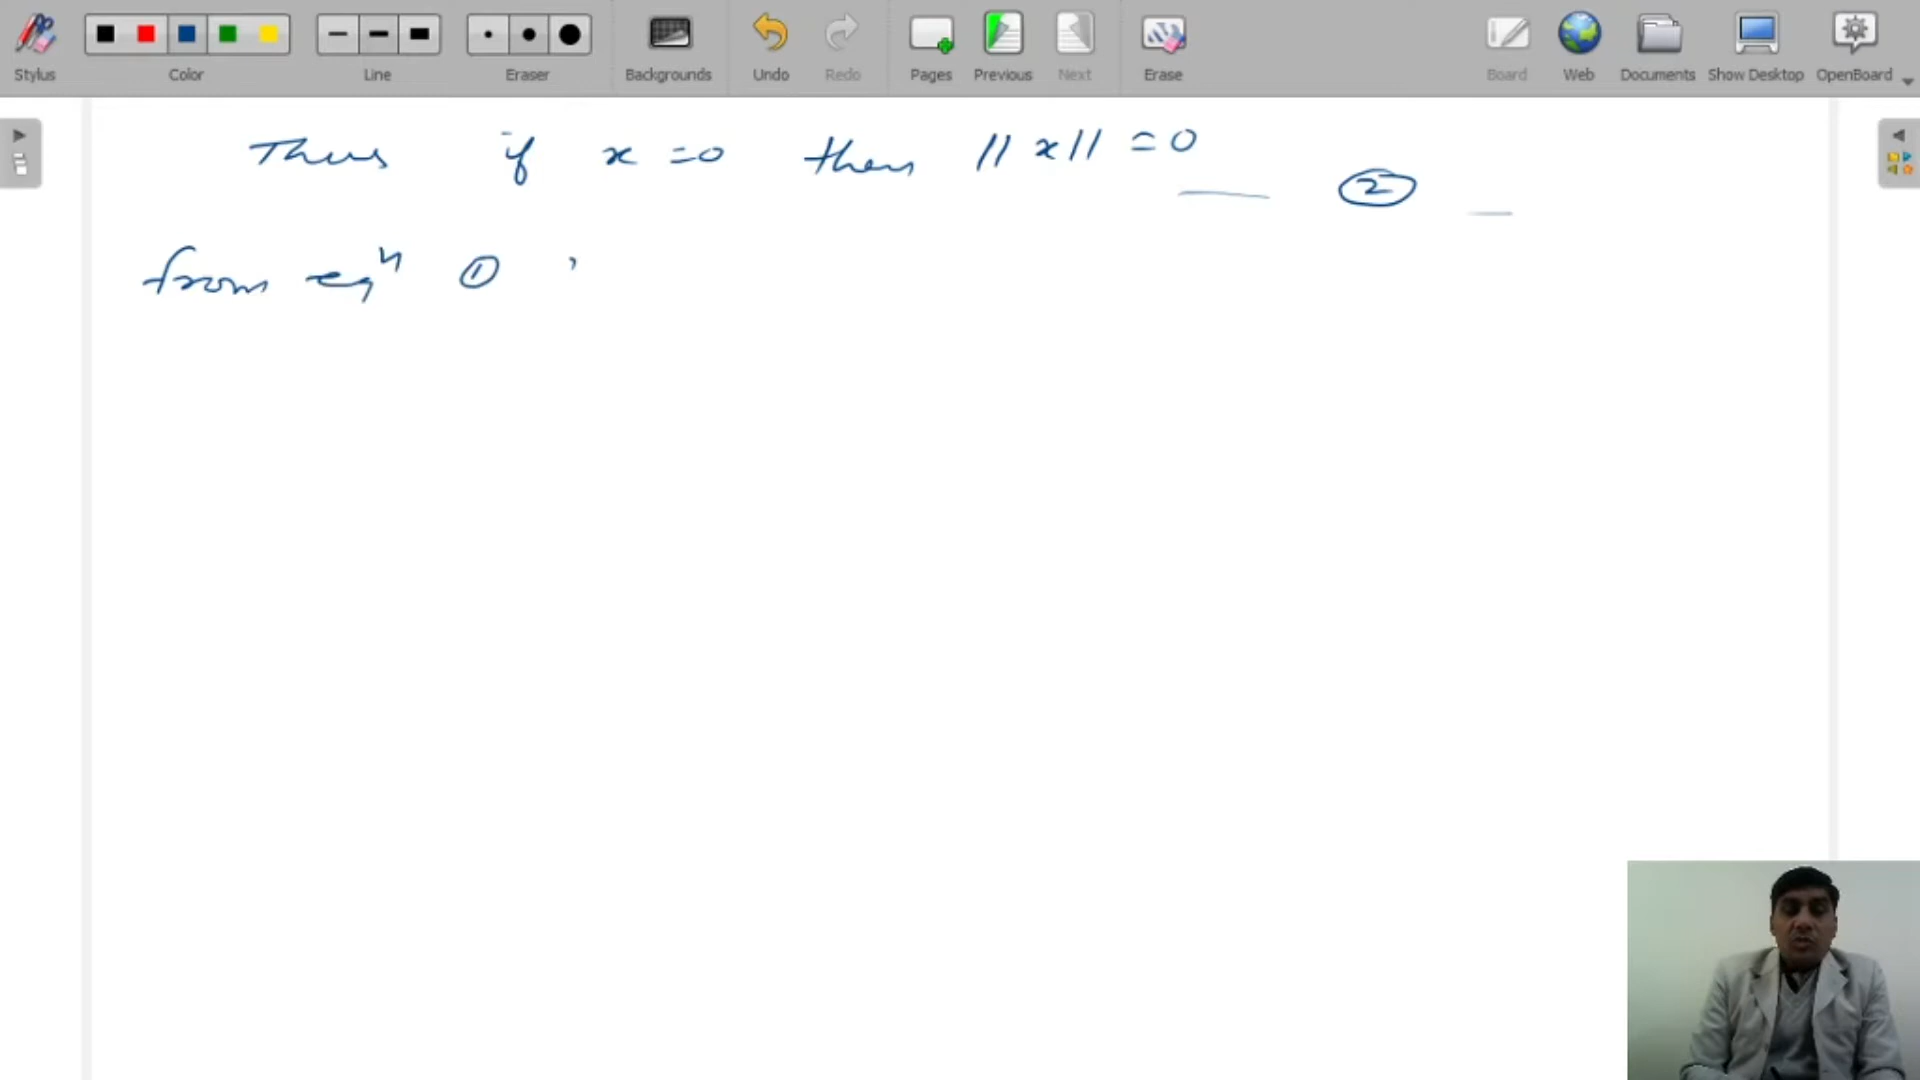 Stylus Color Line Eraser Backgrounds Undo Redo Pages Previous Next Erase Board Web Documents Show Desktop OpenBoard
Thus if x = 0 then ||x|| = 0
②
from eqⁿ ①